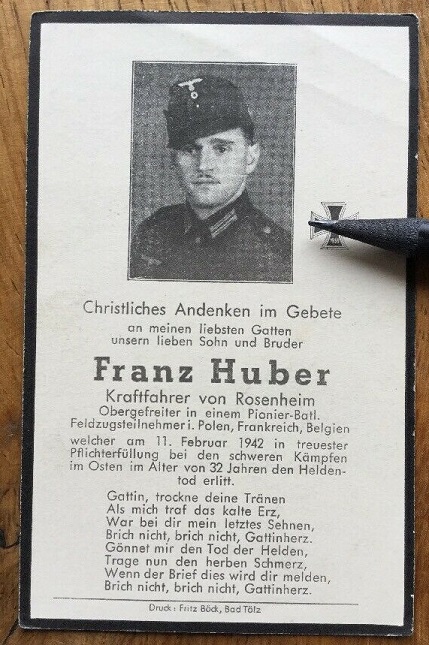 Christliches Andenken im Gebete
an meinen liebsten Gatten
unsern lieben Sohn und Bruder
Franz Huber
Kraftfahrer von Rosenheim
Obergefreiter in einem Pionier-Batl.
Feldzugsteilnehmer i. Polen, Frankreich, Belgien
welcher am 11. Februar 1942 in treuester
Pflichterfüllung bei den schweren Kämpfen
im Osten im Alter von 32 Jahren den Helden-
tod erlitt.
Gattin, trockne deine Tränen
Als mich traf das kalte Erz,
War bei dir mein letztes Sehnen,
Brich nicht, brich nicht, Gattinherz.
Gönnet mir den Tod der Helden,
Trage nun den herben Schmerz,
Wenn der Brief dies wird dir melden,
Brich nicht, brich nicht, Gattinherz.
Druck: Fritz Böck, Bad Tölz